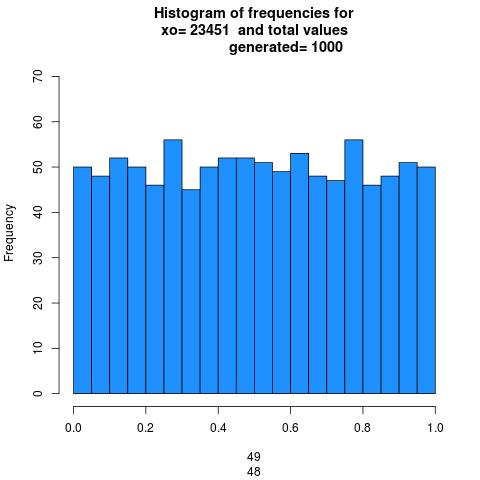 Histogram of frequencies for
xo= 23451 and total values
generated= 1000
Frequency
70
60
50
40
30
20
10
0
0.0 0.2 0.4 0.6 0.8 1.0
49
48